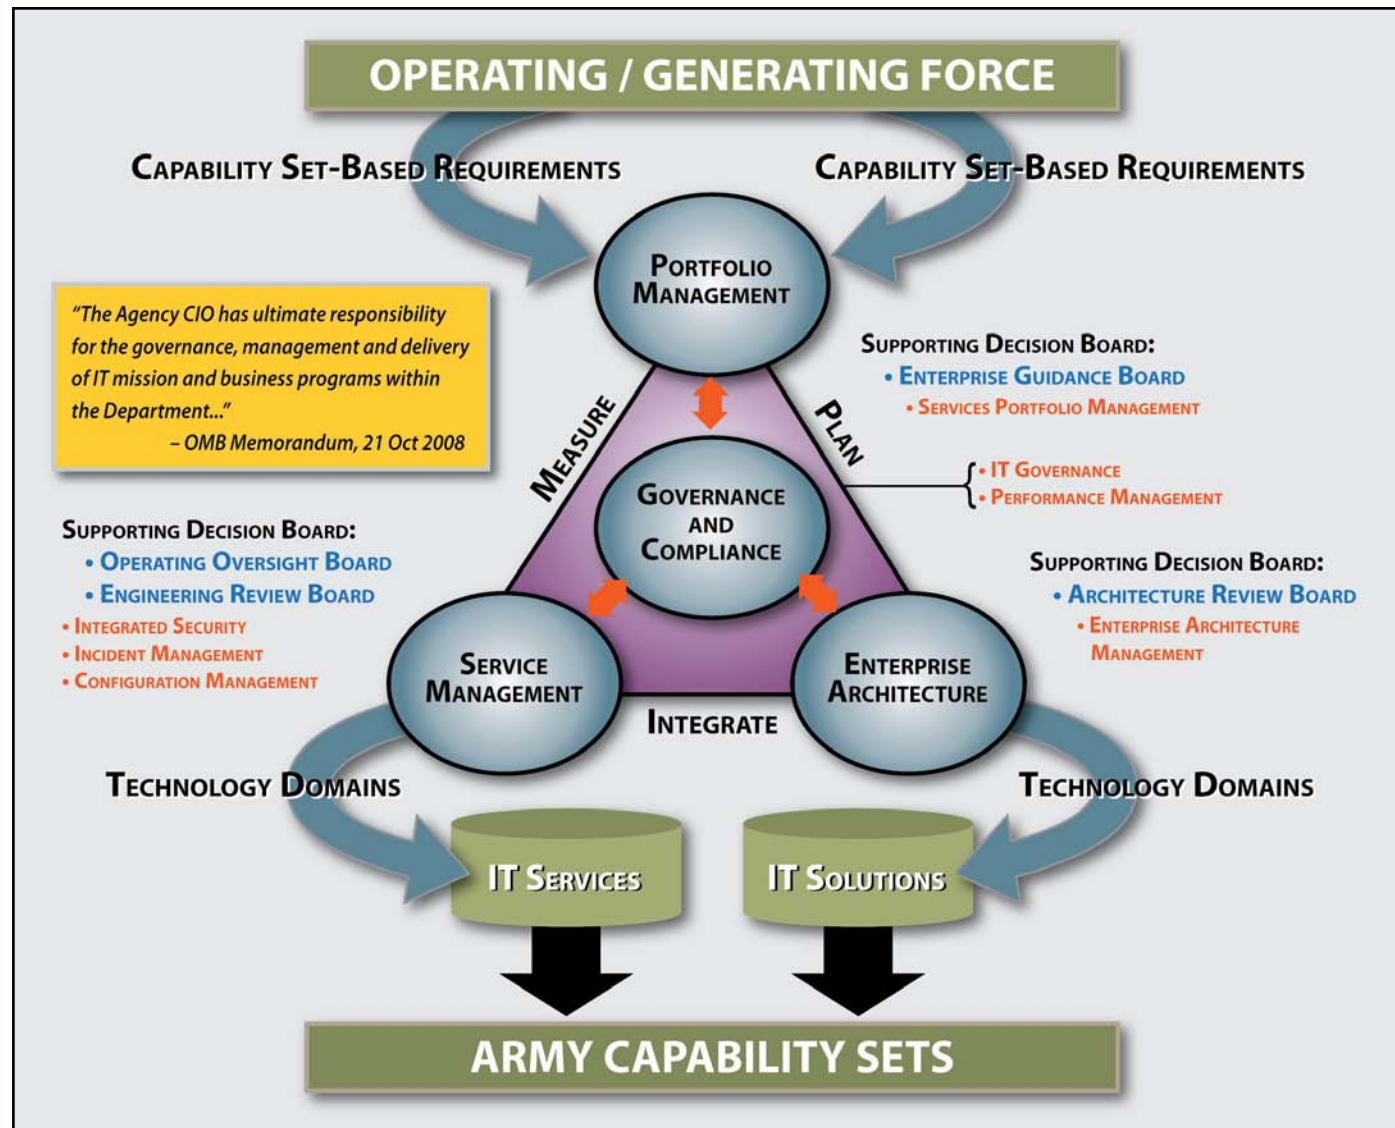 OPERATING / GENERATING FORCE
CAPABILITY SET-BASED REQUIREMENTS
CAPABILITY SET-BASED REQUIREMENTS
PORTFOLIO
MANAGEMENT
“The Agency CIO has ultimate responsibility
for the governance, management and delivery
of IT mission and business programs within
the Department...”
– OMB Memorandum, 21 Oct 2008
SUPPORTING DECISION BOARD:
• ENTERPRISE GUIDANCE BOARD
• SERVICES PORTFOLIO MANAGEMENT
MEASURE
PLAN
• IT GOVERNANCE
• PERFORMANCE MANAGEMENT
GOVERNANCE
AND
COMPLIANCE
SUPPORTING DECISION BOARD:
• OPERATING OVERSIGHT BOARD
• ENGINEERING REVIEW BOARD
• INTEGRATED SECURITY
• INCIDENT MANAGEMENT
• CONFIGURATION MANAGEMENT
SUPPORTING DECISION BOARD:
• ARCHITECTURE REVIEW BOARD
• ENTERPRISE ARCHITECTURE
MANAGEMENT
SERVICE
MANAGEMENT
ENTERPRISE
ARCHITECTURE
INTEGRATE
TECHNOLOGY DOMAINS
TECHNOLOGY DOMAINS
IT SERVICES
IT SOLUTIONS
ARMY CAPABILITY SETS